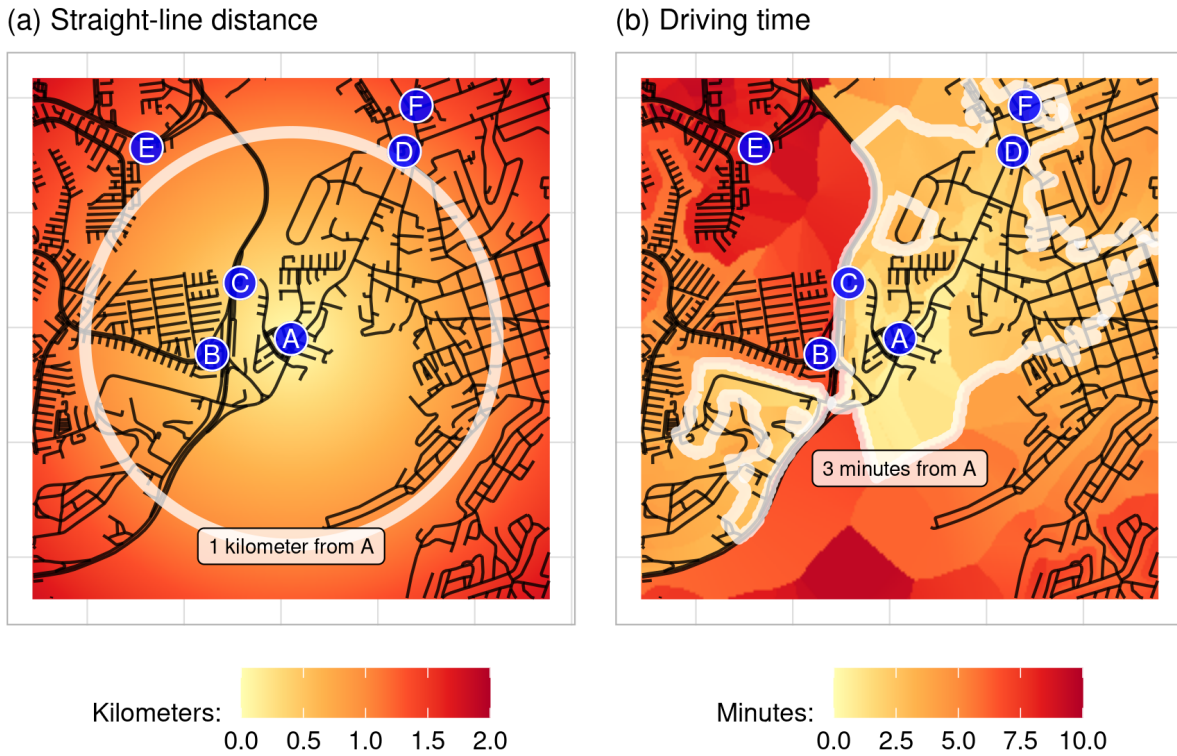 (a) Straight-line distance
(b) Driving time
F
D
E
C
A
B
1 kilometer from A
F
D
E
C
A
B
3 minutes from A
Kilometers:
0.0 0.5 1.0 1.5 2.0
Minutes:
0.0 2.5 5.0 7.5 10.0